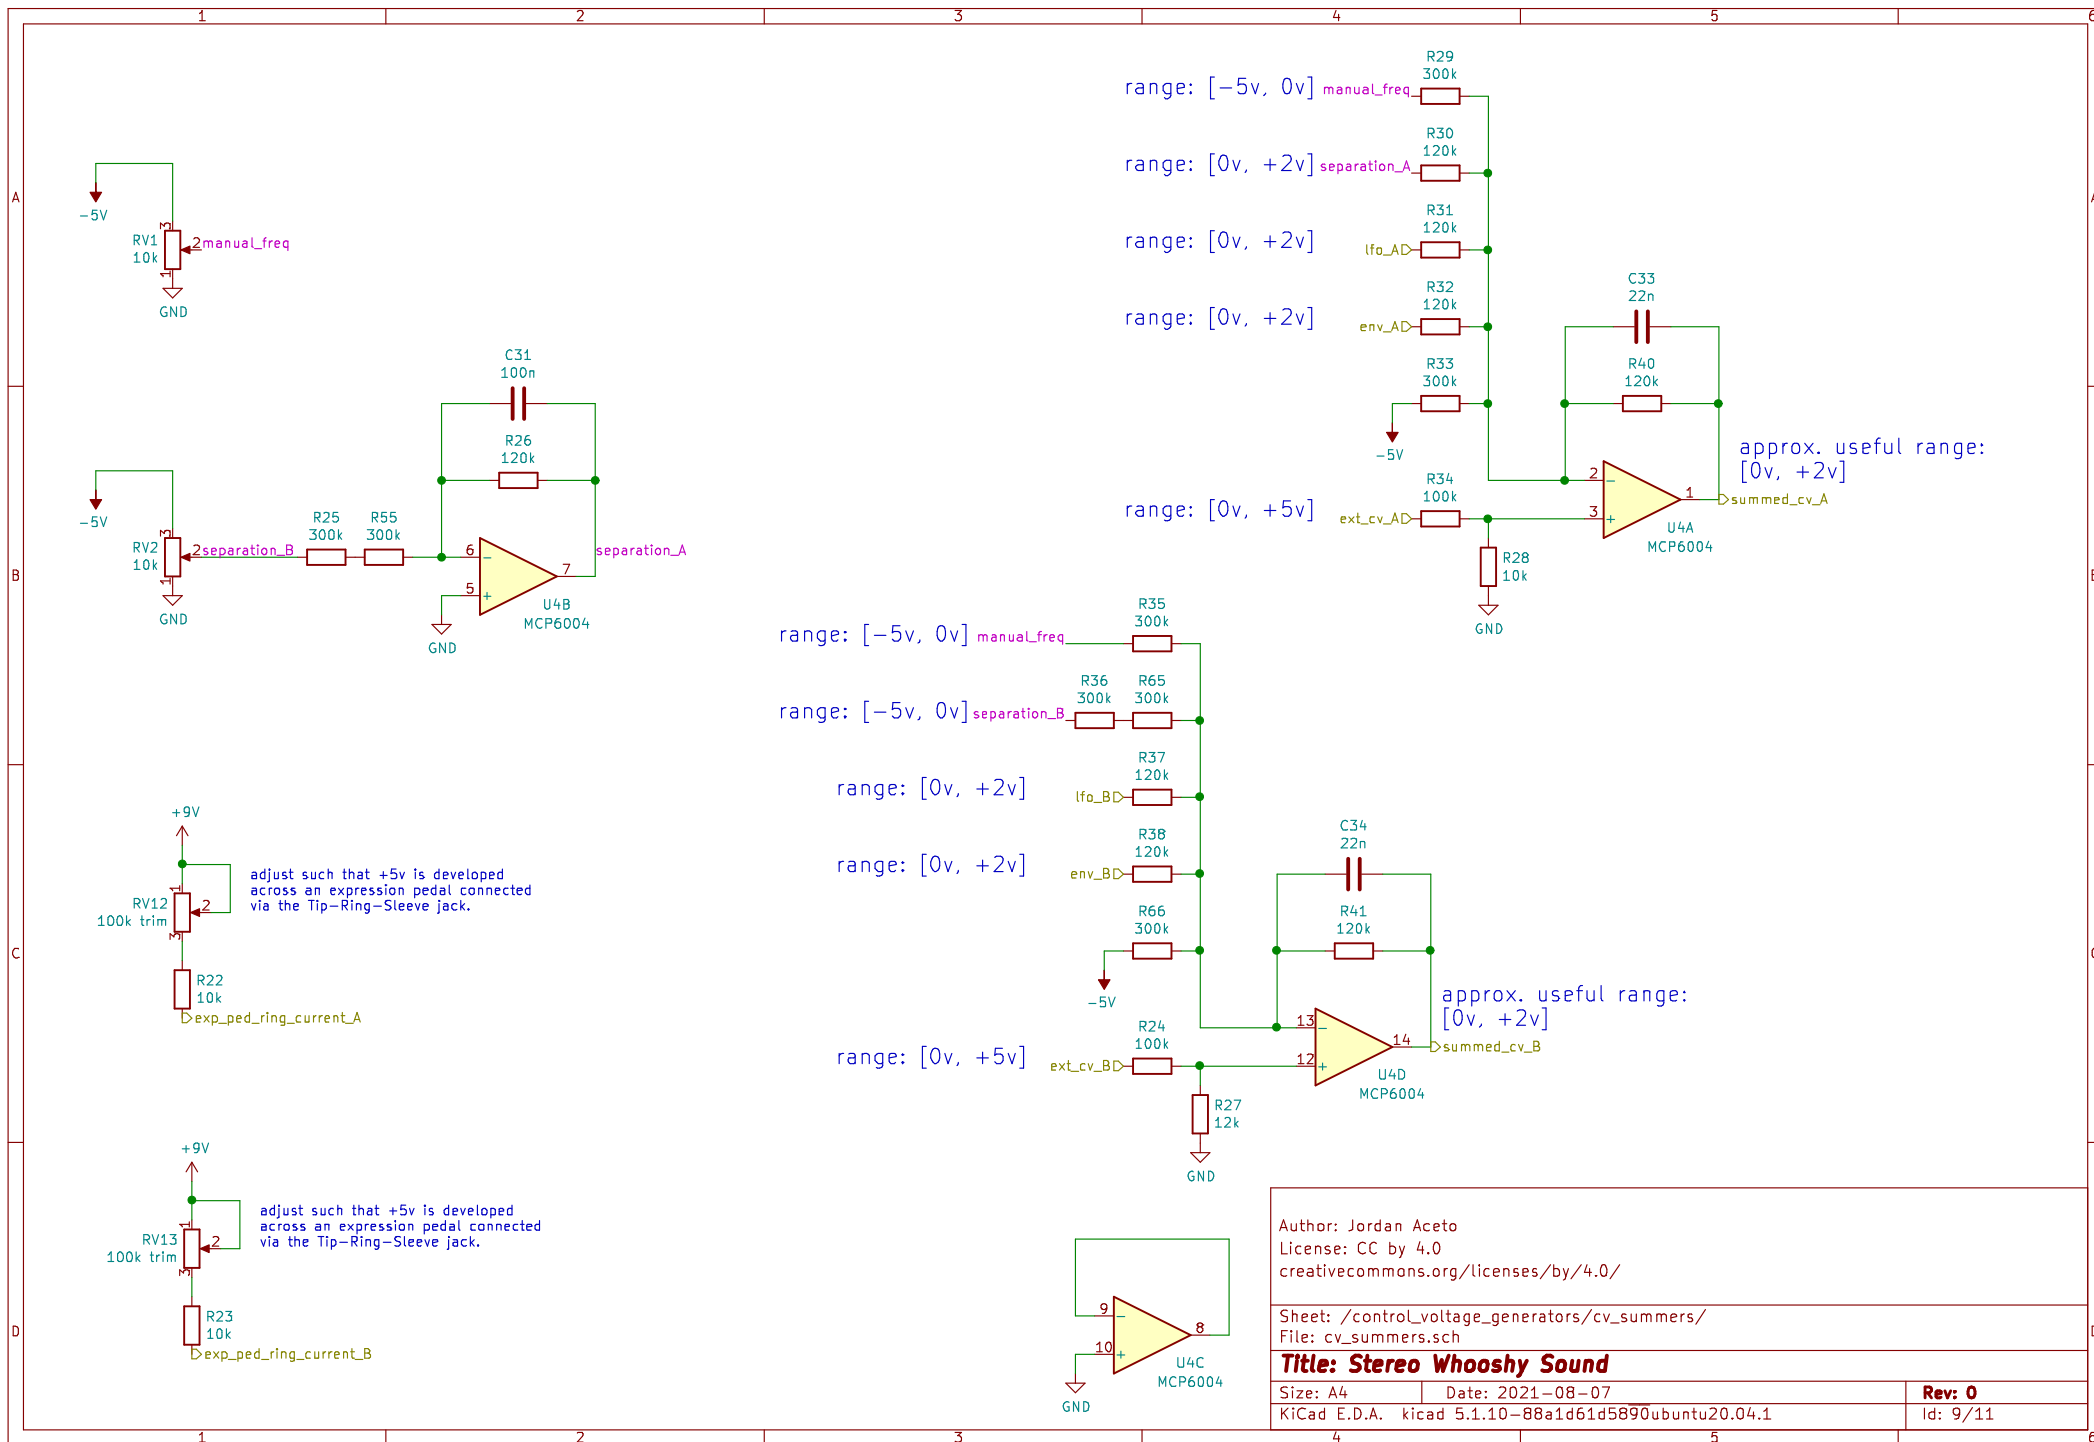 1 2 3 4 5 6
A
B
C
D
-5V
RV1
10k
3
2
1
manual_freq
GND
-5V
RV2
10k
3
2
1
separation_B
GND
R25
300k
R55
300k
C31
100n
R26
120k
6
5
7
U4B
MCP6004
separation_A
GND
+9V
RV12
100k trim
1
2
3
adjust such that +5v is developed
across an expression pedal connected
via the Tip-Ring-Sleeve jack.
R22
10k
exp_ped_ring_current_A
+9V
RV13
100k trim
1
2
3
adjust such that +5v is developed
across an expression pedal connected
via the Tip-Ring-Sleeve jack.
R23
10k
exp_ped_ring_current_B
R29
300k
range: [-5v, 0v] manual_freq
R30
120k
range: [0v, +2v] separation_A
R31
120k
range: [0v, +2v] lfo_A
R32
120k
range: [0v, +2v] env_A
R33
300k
-5V
R34
100k
range: [0v, +5v] ext_cv_A
R28
10k
GND
C33
22n
R40
120k
2
3
1
U4A
MCP6004
approx. useful range:
[0v, +2v]
summed_cv_A
R35
300k
range: [-5v, 0v] manual_freq
R36
300k
R65
300k
range: [-5v, 0v] separation_B
R37
120k
range: [0v, +2v] lfo_B
R38
120k
range: [0v, +2v] env_B
R66
300k
-5V
R24
100k
range: [0v, +5v] ext_cv_B
R27
12k
GND
C34
22n
R41
120k
13
12
14
U4D
MCP6004
approx. useful range:
[0v, +2v]
summed_cv_B
9
10
8
U4C
MCP6004
GND
Author: Jordan Aceto
License: CC by 4.0
creativecommons.org/licenses/by/4.0/
Sheet: /control_voltage_generators/cv_summers/
File: cv_summers.sch
Title: Stereo Whooshy Sound
Size: A4 Date: 2021-08-07 Rev: 0
KiCad E.D.A. kicad 5.1.10-88a1d61d5890ubuntu20.04.1 Id: 9/11
1 2 3 4 5 6